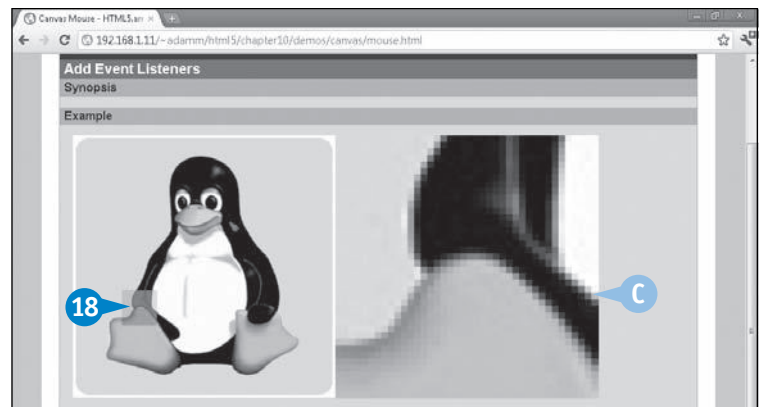 Canvas Mouse - HTML5.arr
192.168.1.11/~adamm/html5/chapter10/demos/canvas/mouse.html
Add Event Listeners
Synopsis
Example
18
C